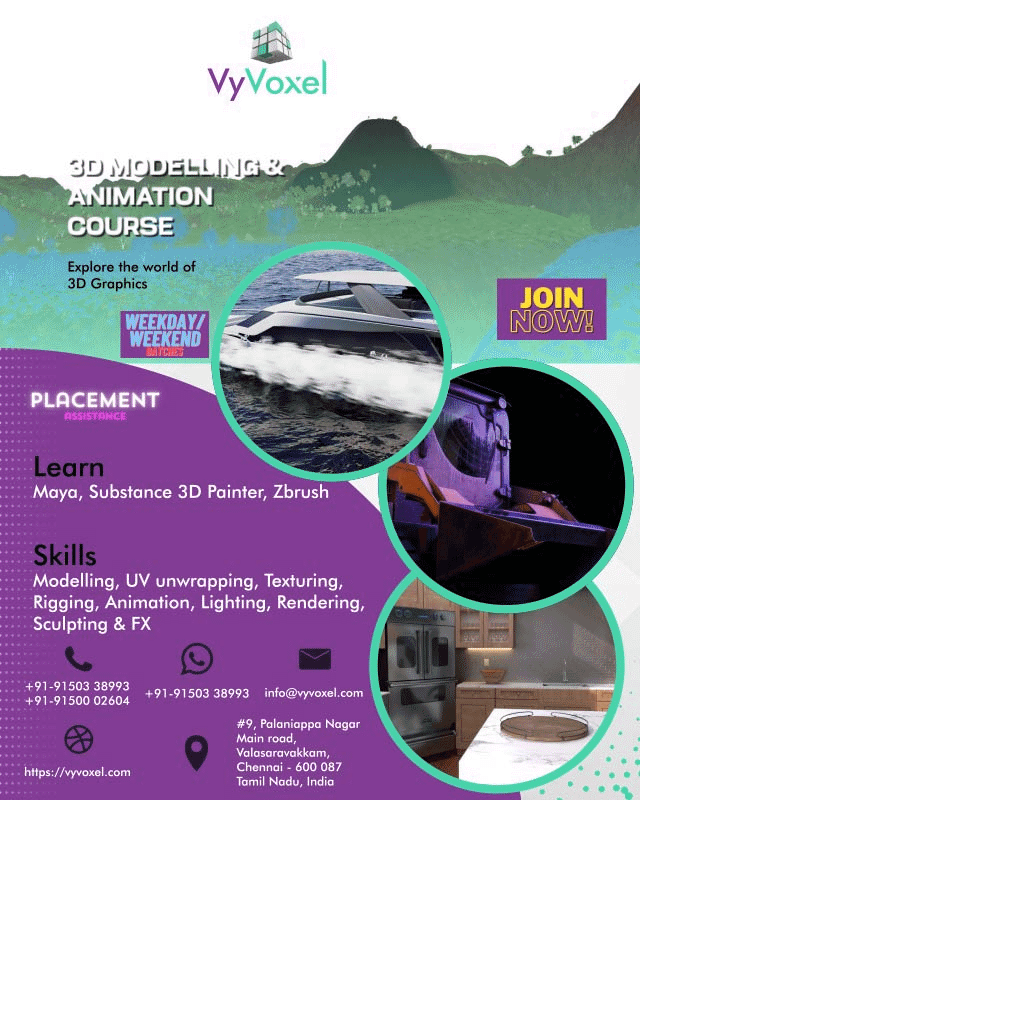 VyVoxel
3D MODELLING &
ANIMATION
COURSE
Explore the world of
3D Graphics
WEEKDAY/
WEEKEND
BATCHES
JOIN
NOW!
PLACEMENT
ASSISTANCE
Learn
Maya, Substance 3D Painter, Zbrush
Skills
Modelling, UV unwrapping, Texturing,
Rigging, Animation, Lighting, Rendering,
Sculpting & FX
+91-91503 38993
+91-91500 02604
+91-91503 38993
info@vyvoxel.com
https://vyvoxel.com
#9, Palaniappa Nagar
Main road,
Valasaravakkam,
Chennai - 600 087
Tamil Nadu, India